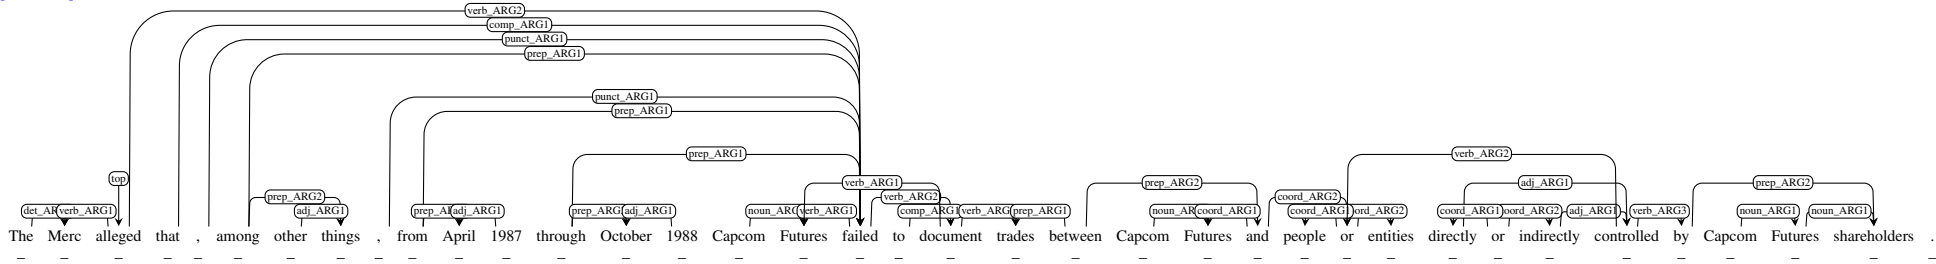 verb_ARG2
comp_ARG1
punct_ARG1
prep_ARG1
punct_ARG1
prep_ARG1
prep_ARG1 verb_ARG2
top verb_ARG1 prep_ARG2 adj_ARG1 prep_ARG2
prep_ARG2 verb_ARG2 coord_ARG2
verb_ARG1 adj_ARG1 adj_ARG1 adj_ARG1 verb_ARG1 comp_ARG1 prep_ARG1 coord_ARG1 coord_ARG1 adj_ARG1 verb_ARG3 noun_ARG1 noun_ARG1
The Merc alleged that , among other things , from April 1987 through October 1988 Capcom Futures failed to document trades between Capcom Futures and people or entities directly or indirectly controlled by Capcom Futures shareholders .